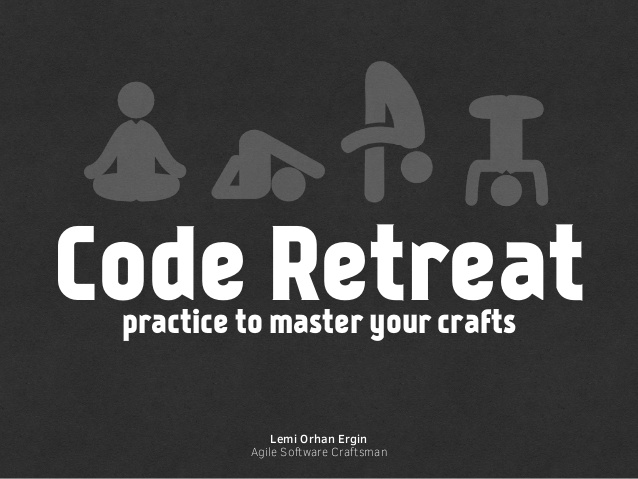 Code Retreat
practice to master your crafts
Lemi Orhan Ergin
Agile Software Craftsman